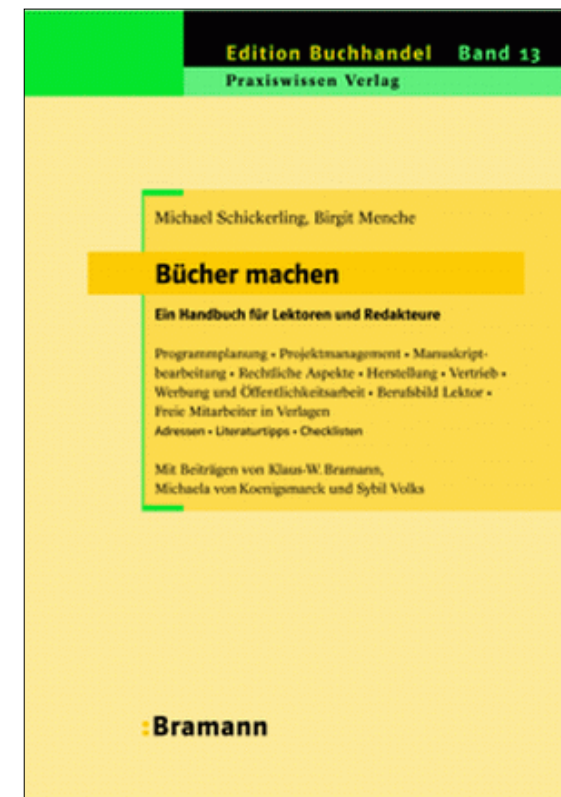 Edition Buchhandel Band 13
Praxiswissen Verlag
Michael Schickerling, Birgit Menche
Bücher machen
Ein Handbuch für Lektoren und Redakteure
Programmplanung • Projektmanagement • Manuskript-
bearbeitung • Rechtliche Aspekte • Herstellung • Vertrieb •
Werbung und Öffentlichkeitsarbeit • Berufsbild Lektor •
Freie Mitarbeiter in Verlagen
Adressen • Literaturtipps • Checklisten
Mit Beiträgen von Klaus-W. Bramann,
Michaela von Koenigsmarck und Sybil Volks
:Bramann